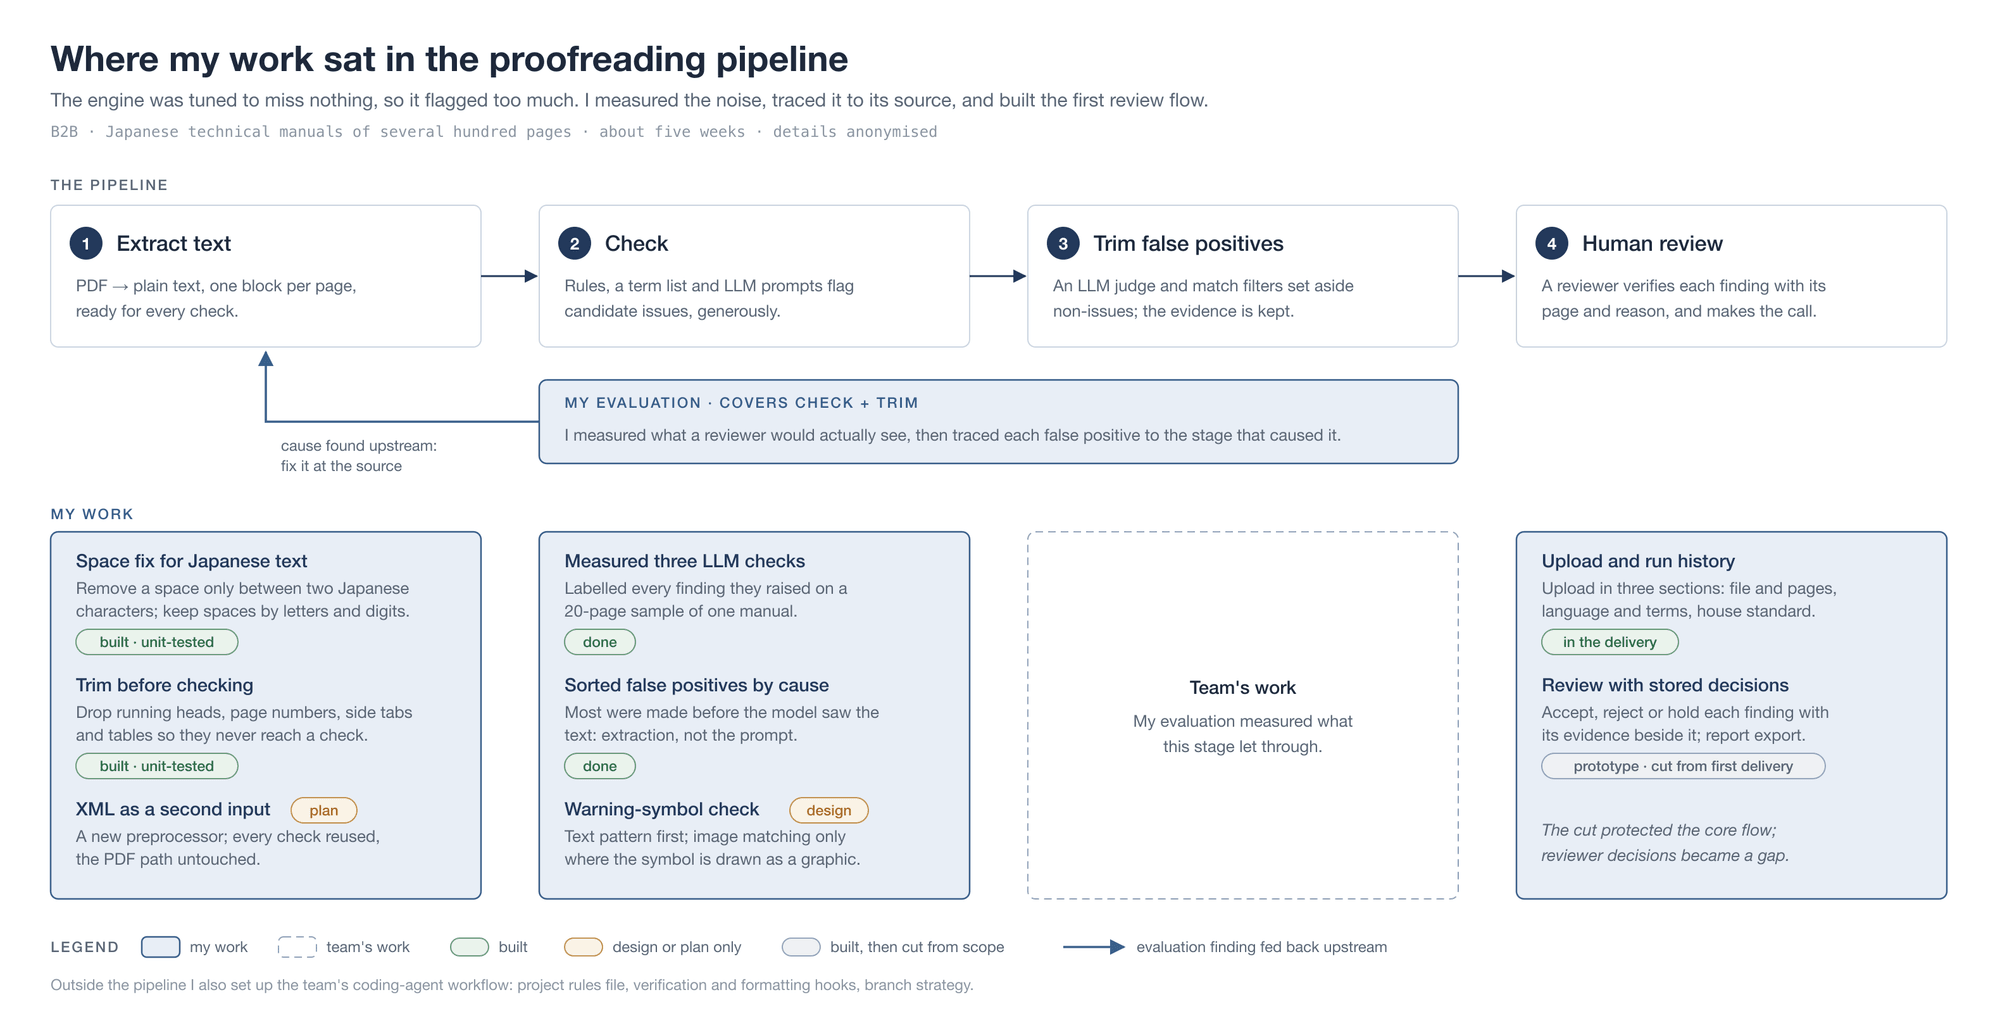 Where my work sat in the proofreading pipeline
The engine was tuned to miss nothing, so it flagged too much. I measured the noise, traced it to its source, and built the first review flow.
B2B · Japanese technical manuals of several hundred pages · about five weeks · details anonymised
THE PIPELINE
1 Extract text
PDF → plain text, one block per page,
ready for every check.
2 Check
Rules, a term list and LLM prompts flag
candidate issues, generously.
3 Trim false positives
An LLM judge and match filters set aside
non-issues; the evidence is kept.
4 Human review
A reviewer verifies each finding with its
page and reason, and makes the call.
MY EVALUATION · COVERS CHECK + TRIM
I measured what a reviewer would actually see, then traced each false positive to the stage that caused it.
cause found upstream:
fix it at the source
MY WORK
Space fix for Japanese text
Remove a space only between two Japanese
characters; keep spaces by letters and digits.
built · unit-tested
Trim before checking
Drop running heads, page numbers, side tabs
and tables so they never reach a check.
built · unit-tested
XML as a second input plan
A new preprocessor; every check reused,
the PDF path untouched.
Measured three LLM checks
Labelled every finding they raised on a
20-page sample of one manual.
done
Sorted false positives by cause
Most were made before the model saw the
text: extraction, not the prompt.
done
Warning-symbol check design
Text pattern first; image matching only
where the symbol is drawn as a graphic.
Team's work
My evaluation measured what
this stage let through.
Upload and run history
Upload in three sections: file and pages,
language and terms, house standard.
in the delivery
Review with stored decisions
Accept, reject or hold each finding with
its evidence beside it; report export.
prototype · cut from first delivery
The cut protected the core flow;
reviewer decisions became a gap.
LEGEND my work team's work built design or plan only built, then cut from scope evaluation finding fed back upstream
Outside the pipeline I also set up the team's coding-agent workflow: project rules file, verification and formatting hooks, branch strategy.